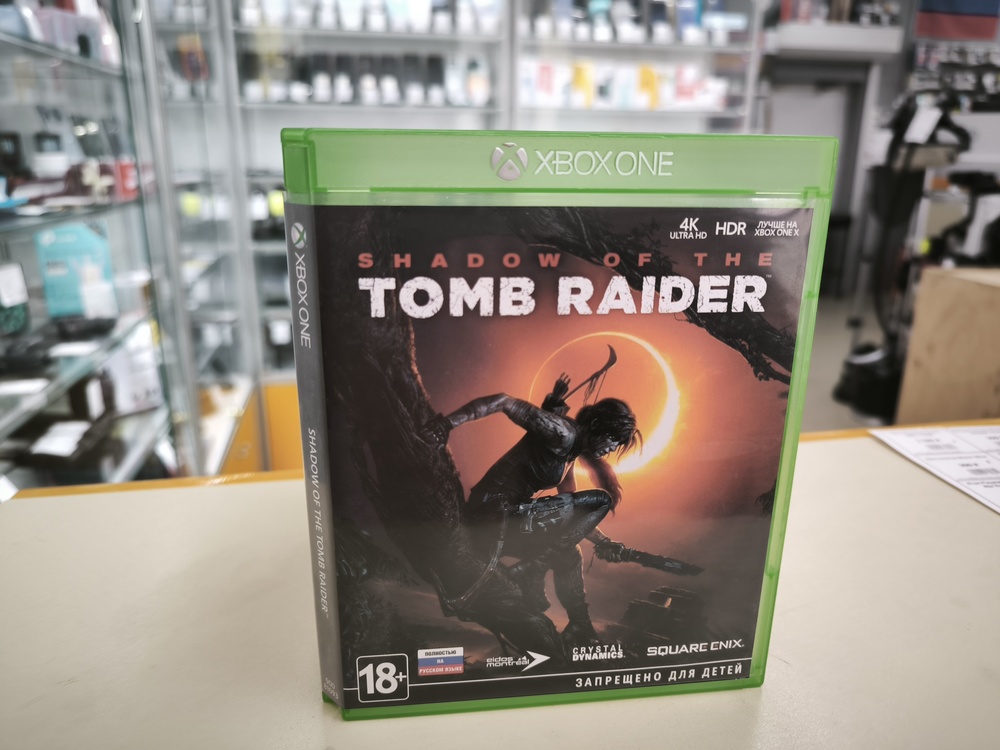 XBOX ONE
4K
ULTRA HD
HDR
ЛУЧШЕ НА
XBOX ONE X
SHADOW OF THE
TOMB RAIDER
XBOX ONE
SHADOW OF THE TOMB RAIDER™
18+
ПОЛНОСТЬЮ
НА
РУССКОМ ЯЗЫКЕ
eidos
montréal
CRYSTAL
DYNAMICS
SQUARE ENIX
ЗАПРЕЩЕНО ДЛЯ ДЕТЕЙ